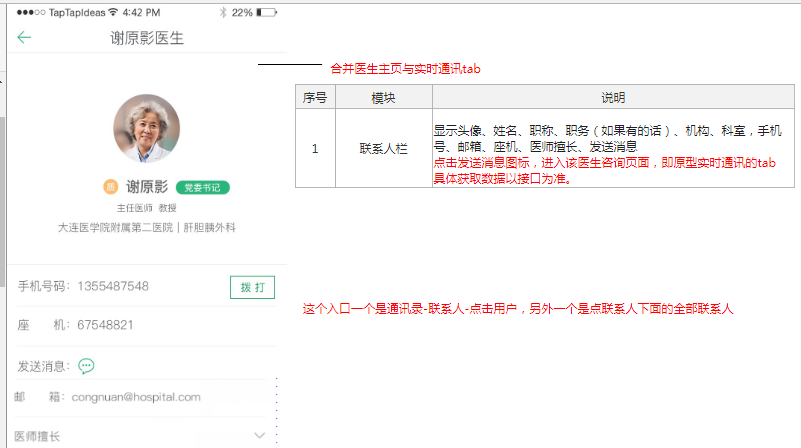 TapTapIdeas 4:42 PM 22%
谢原影医生
谢原影 党委书记
主任医师 教授
大连医学院附属第二医院 | 肝胆胰外科
手机号码：1355487548 拨 打
座 机：67548821
发送消息：
邮 箱：congnuan@hospital.com
医师擅长
合并医生主页与实时通讯tab
序号 模块 说明
1 联系人栏
显示头像、姓名、职称、职务（如果有的话）、机构、科室，手机
号、邮箱、座机、医师擅长、发送消息
点击发送消息图标，进入该医生咨询页面，即原型实时通讯的tab
具体获取数据以接口为准。
这个入口一个是通讯录-联系人-点击用户，另外一个是点联系人下面的全部联系人